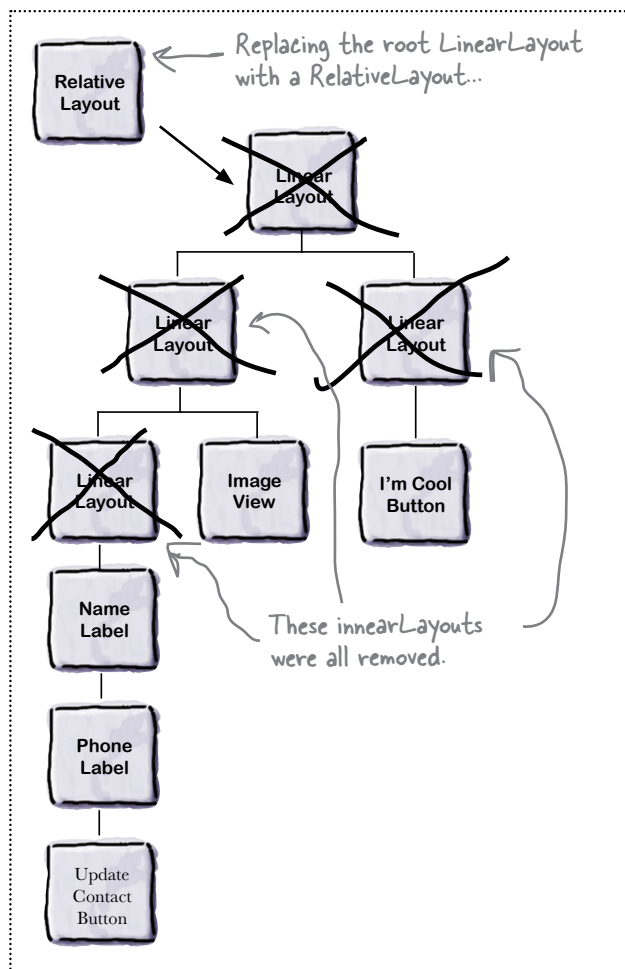 Replacing the root LinearLayout
with a RelativeLayout...
Relative
Layout
Linear
Layout
Linear
Layout
Linear
Layout
Linear
Layout
Image
View
I'm Cool
Button
Name
Label
These innearLayouts
were all removed.
Phone
Label
Update
Contact
Button